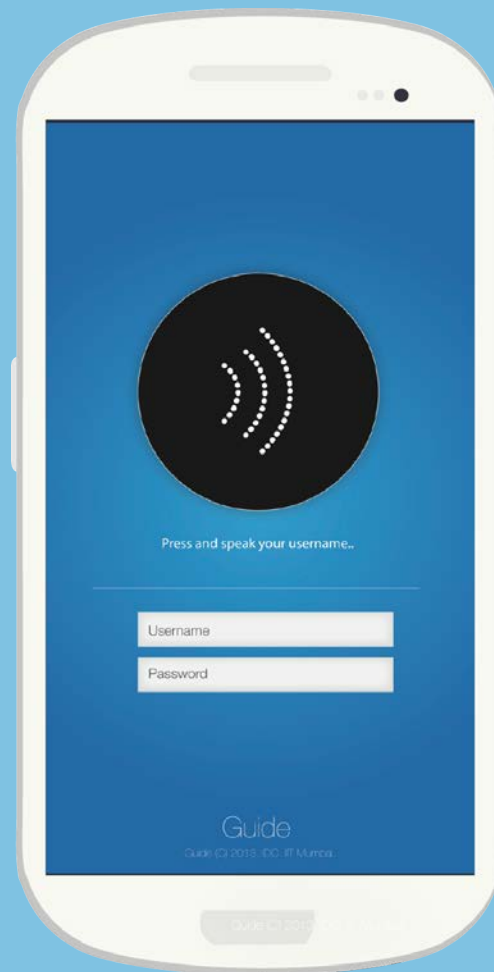 Press and speak your username..
Username
Password
Guide
Guide (C) 2013, IDC, IIT Mumbai